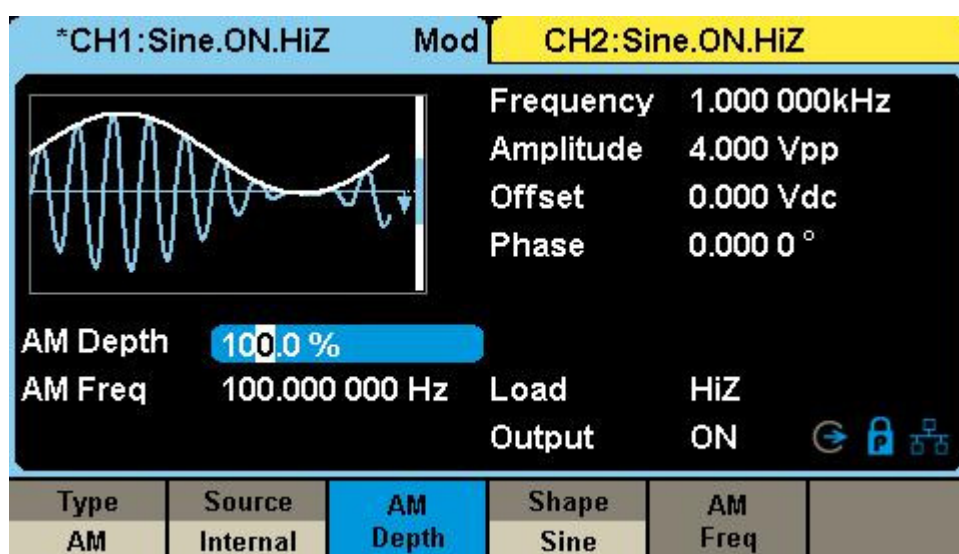 *CH1:Sine.ON.HiZ Mod CH2:Sine.ON.HiZ
Frequency 1.000 000kHz
Amplitude 4.000 Vpp
Offset 0.000 Vdc
Phase 0.000 0 °
AM Depth 100.0 %
AM Freq 100.000 000 Hz Load HiZ
Output ON
Type Source AM Shape AM
AM Internal Depth Sine Freq